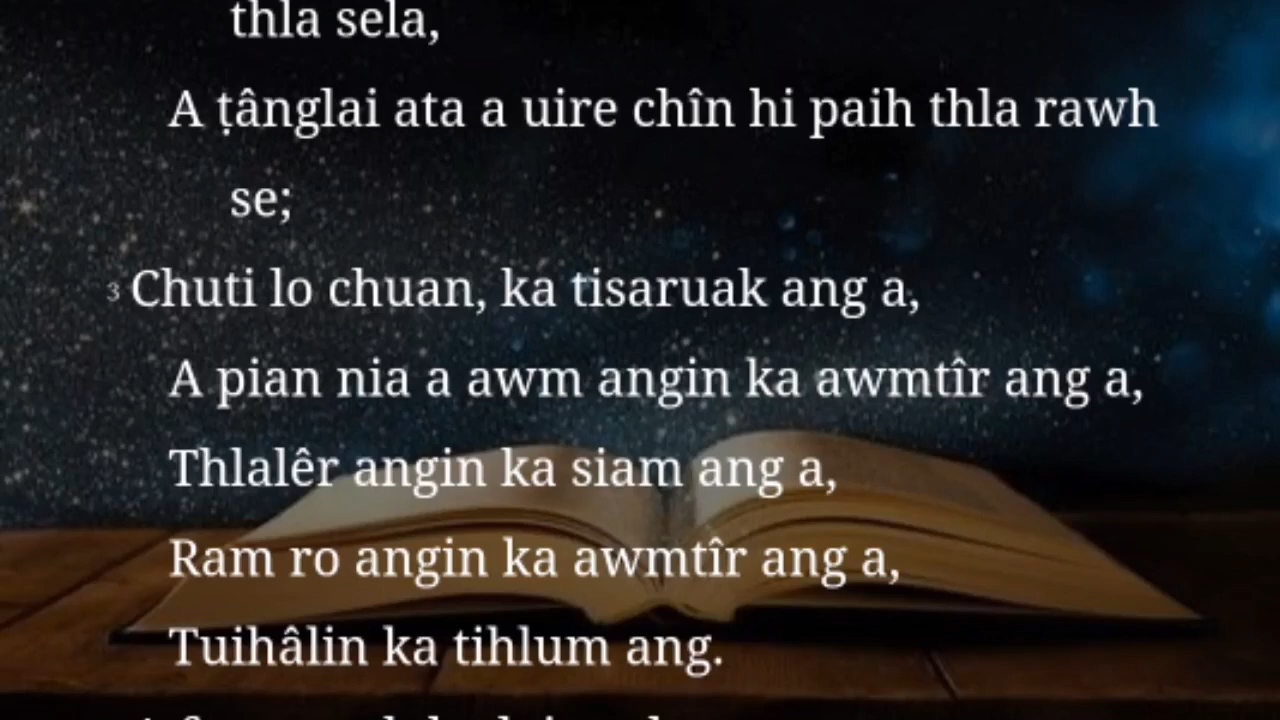 thla sela,
A ṭânglai ata a uire chîn hi paih thla rawh
se;
3 Chuti lo chuan, ka tisaruak ang a,
A pian nia a awm angin ka awmtîr ang a,
Thlalêr angin ka siam ang a,
Ram ro angin ka awmtîr ang a,
Tuihâlin ka tihlum ang.